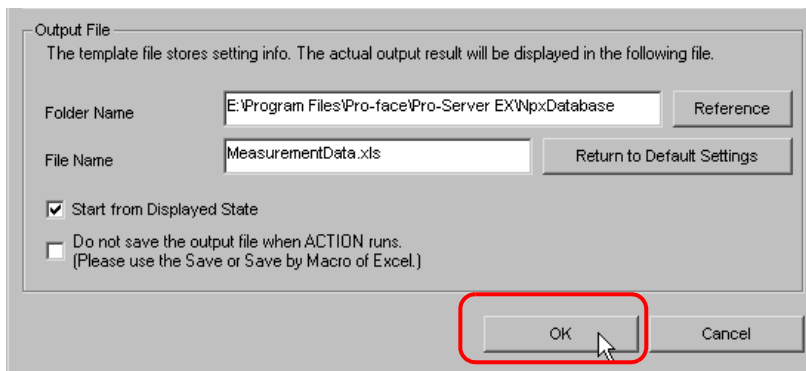 Output File
The template file stores setting info. The actual output result will be displayed in the following file.
Folder Name
E:\Program Files\Pro-face\Pro-Server EX\NpxDatabase
Reference
File Name
MeasurementData.xls
Return to Default Settings
Start from Displayed State
Do not save the output file when ACTION runs.
(Please use the Save or Save by Macro of Excel.)
OK
Cancel